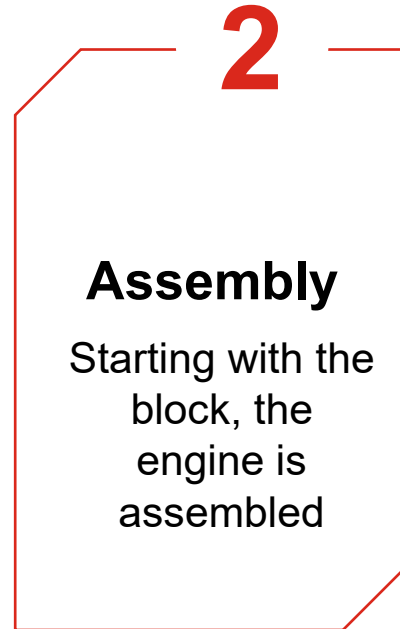 2
Assembly
Starting with the
block, the
engine is
assembled